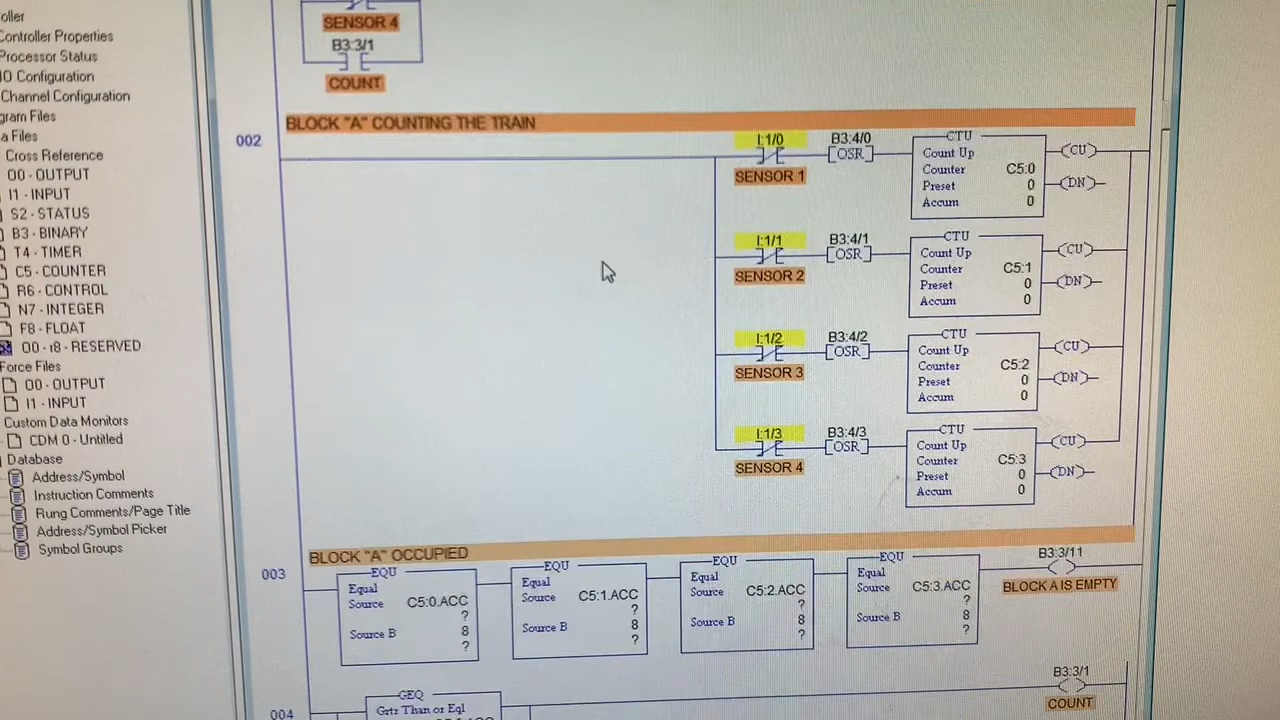 oller
Controller Properties
Processor Status
IO Configuration
Channel Configuration
gram Files
a Files
Cross Reference
O0 - OUTPUT
I1 - INPUT
S2 - STATUS
B3 - BINARY
T4 - TIMER
C5 - COUNTER
R6 - CONTROL
N7 - INTEGER
F8 - FLOAT
O0 - r8 - RESERVED
Force Files
O0 - OUTPUT
I1 - INPUT
Custom Data Monitors
CDM 0 - Untitled
Database
Address/Symbol
Instruction Comments
Rung Comments/Page Title
Address/Symbol Picker
Symbol Groups
SENSOR 4
B3:3/1
COUNT
BLOCK "A" COUNTING THE TRAIN
002
I:1/0
SENSOR 1
B3:4/0
OSR
CTU
Count Up
Counter C5:0
Preset 0
Accum 0
CU
DN
I:1/1
SENSOR 2
B3:4/1
OSR
CTU
Count Up
Counter C5:1
Preset 0
Accum 0
CU
DN
I:1/2
SENSOR 3
B3:4/2
OSR
CTU
Count Up
Counter C5:2
Preset 0
Accum 0
CU
DN
I:1/3
SENSOR 4
B3:4/3
OSR
CTU
Count Up
Counter C5:3
Preset 0
Accum 0
CU
DN
BLOCK "A" OCCUPIED
003
EQU
Equal
Source C5:0.ACC
?
Source B 8
?
EQU
Equal
Source C5:1.ACC
?
Source B 8
?
EQU
Equal
Source C5:2.ACC
?
Source B 8
?
EQU
Equal
Source C5:3.ACC
?
Source B 8
?
B3:3/11
BLOCK A IS EMPTY
004
GEQ
Grtr Than or Eql
B3:3/1
COUNT